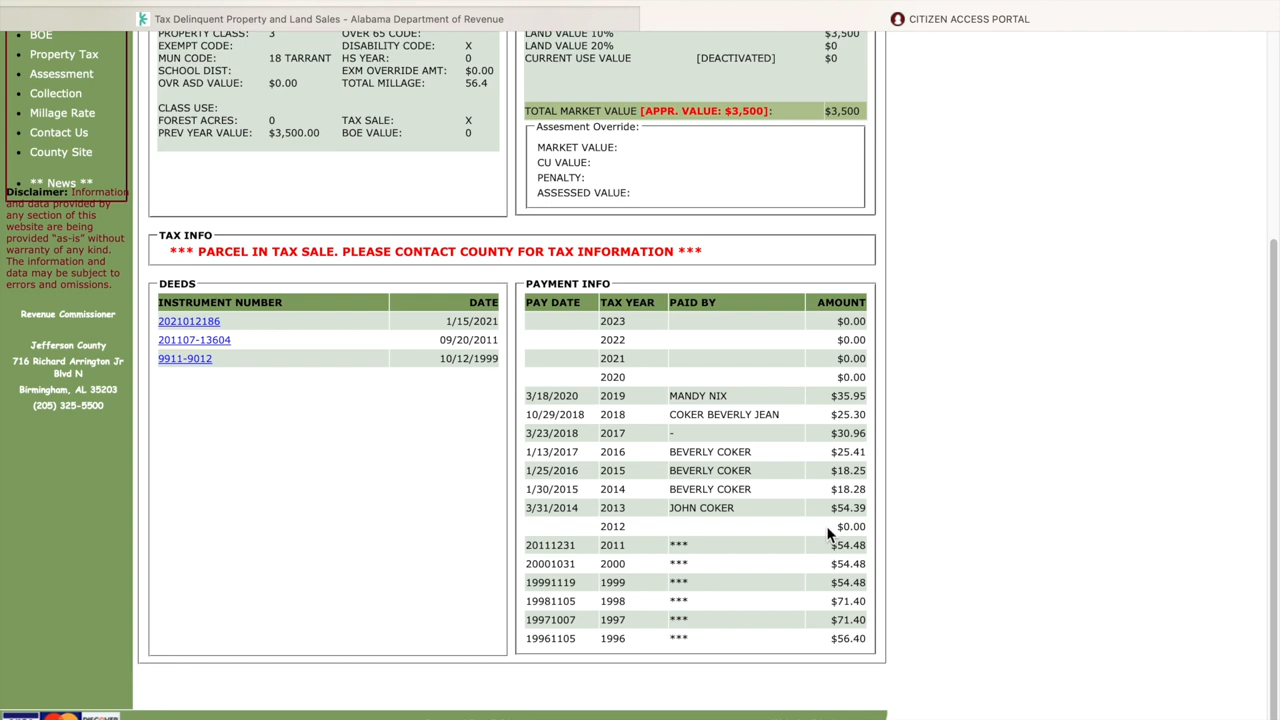 Tax Delinquent Property and Land Sales - Alabama Department of Revenue
CITIZEN ACCESS PORTAL
• BOE
• Property Tax
• Assessment
• Collection
• Millage Rate
• Contact Us
• County Site
• ** News **
Disclaimer: Information
and data provided by
any section of this
website are being
provided "as-is" without
warranty of any kind.
The information and
data may be subject to
errors and omissions.
Revenue Commissioner
Jefferson County
716 Richard Arrington Jr
Blvd N
Birmingham, AL 35203
(205) 325-5500
PROPERTY CLASS: 3 OVER 65 CODE:
EXEMPT CODE: DISABILITY CODE: X
MUN CODE: 18 TARRANT HS YEAR: 0
SCHOOL DIST: EXM OVERRIDE AMT: $0.00
OVR ASD VALUE: $0.00 TOTAL MILLAGE: 56.4
CLASS USE:
FOREST ACRES: 0 TAX SALE: X
PREV YEAR VALUE: $3,500.00 BOE VALUE: 0
LAND VALUE 10% $3,500
LAND VALUE 20% $0
CURRENT USE VALUE [DEACTIVATED] $0
TOTAL MARKET VALUE [APPR. VALUE: $3,500]: $3,500
Assesment Override:
MARKET VALUE:
CU VALUE:
PENALTY:
ASSESSED VALUE:
TAX INFO
*** PARCEL IN TAX SALE. PLEASE CONTACT COUNTY FOR TAX INFORMATION ***
DEEDS
INSTRUMENT NUMBER DATE
2021012186 1/15/2021
201107-13604 09/20/2011
9911-9012 10/12/1999
PAYMENT INFO
PAY DATE TAX YEAR PAID BY AMOUNT
2023 $0.00
2022 $0.00
2021 $0.00
2020 $0.00
3/18/2020 2019 MANDY NIX $35.95
10/29/2018 2018 COKER BEVERLY JEAN $25.30
3/23/2018 2017 - $30.96
1/13/2017 2016 BEVERLY COKER $25.41
1/25/2016 2015 BEVERLY COKER $18.25
1/30/2015 2014 BEVERLY COKER $18.28
3/31/2014 2013 JOHN COKER $54.39
2012 $0.00
20111231 2011 *** $54.48
20001031 2000 *** $54.48
19991119 1999 *** $54.48
19981105 1998 *** $71.40
19971007 1997 *** $71.40
19961105 1996 *** $56.40
DISCOVER